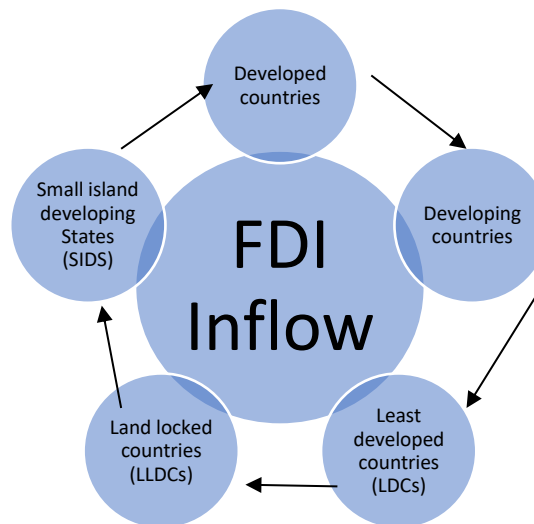 Developed
countries
Developing
countries
Least
developed
countries
(LDCs)
Land locked
countries
(LLDCs)
Small island
developing
States
(SIDS)
FDI
Inflow